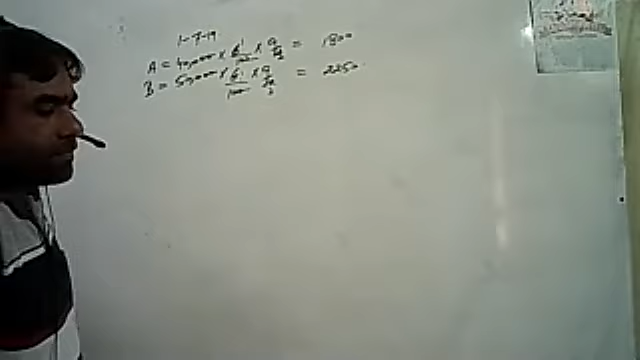 1-7-19
A = 40,000 × 6/100 × 9/12 = 1800
B = 50,000 × 6/100 × 9/12 = 2250